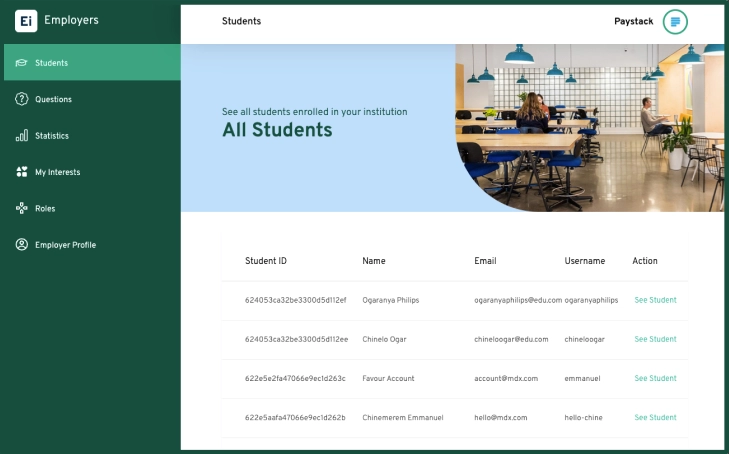 Ei Employers
Students
Questions
Statistics
My Interests
Roles
Employer Profile
Students
Paystack
See all students enrolled in your institution
All Students
Student ID Name Email Username Action
624053ca32be3300d5d112ef Ogaranya Philips ogaranyaphilips@edu.com ogaranyaphilips See Student
624053ca32be3300d5d112ee Chinelo Ogar chineloogar@edu.com chineloogar See Student
622e5e2fa47066e9ec1d263c Favour Account account@mdx.com emmanuel See Student
622e5aafa47066e9ec1d262b Chinemerem Emmanuel hello@mdx.com hello-chine See Student